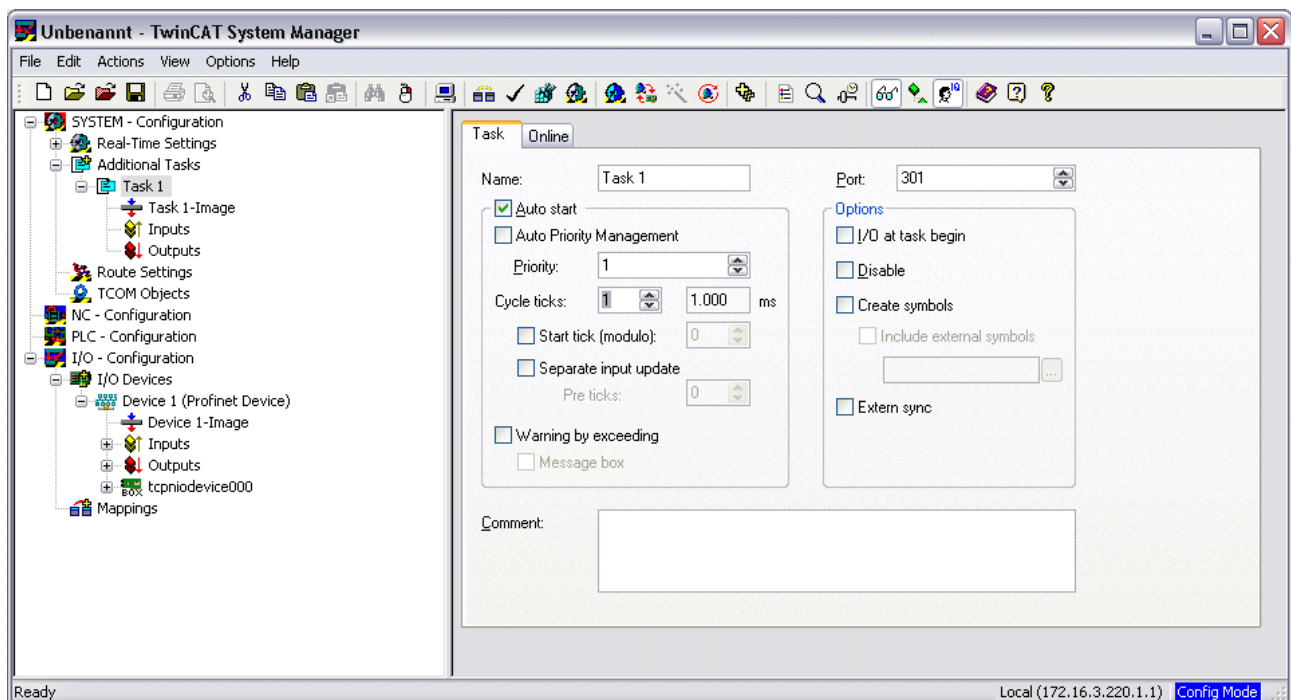 Unbenannt - TwinCAT System Manager
File Edit Actions View Options Help
SYSTEM - Configuration
Real-Time Settings
Additional Tasks
Task 1
Task 1-Image
Inputs
Outputs
Route Settings
TCOM Objects
NC - Configuration
PLC - Configuration
I/O - Configuration
I/O Devices
Device 1 (Profinet Device)
Device 1-Image
Inputs
Outputs
BOX tcpniodevice000
Mappings
Task Online
Name: Task 1 Port: 301
Auto start
Auto Priority Management
Priority: 1
Cycle ticks: 1 1.000 ms
Start tick (modulo): 0
Separate input update
Pre ticks: 0
Warning by exceeding
Message box
Options
I/O at task begin
Disable
Create symbols
Include external symbols
...
Extern sync
Comment:
Ready Local (172.16.3.220.1.1) Config Mode